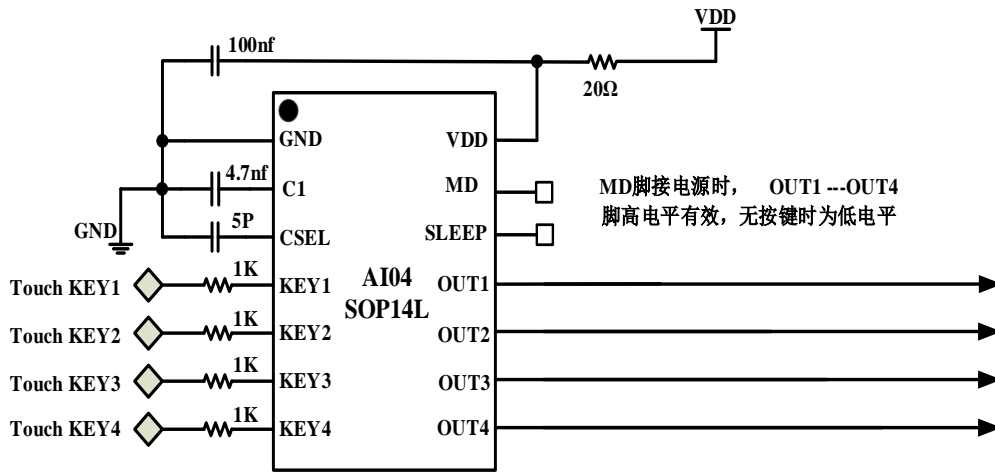 VDD
100nf
20Ω
GND
VDD
4.7nf
C1
MD
MD脚接电源时， OUT1 ---OUT4
脚高电平有效，无按键时为低电平
5P
GND
CSEL
SLEEP
Touch KEY1
1K
KEY1
AI04
SOP14L
OUT1
Touch KEY2
1K
KEY2
OUT2
Touch KEY3
1K
KEY3
OUT3
Touch KEY4
1K
KEY4
OUT4